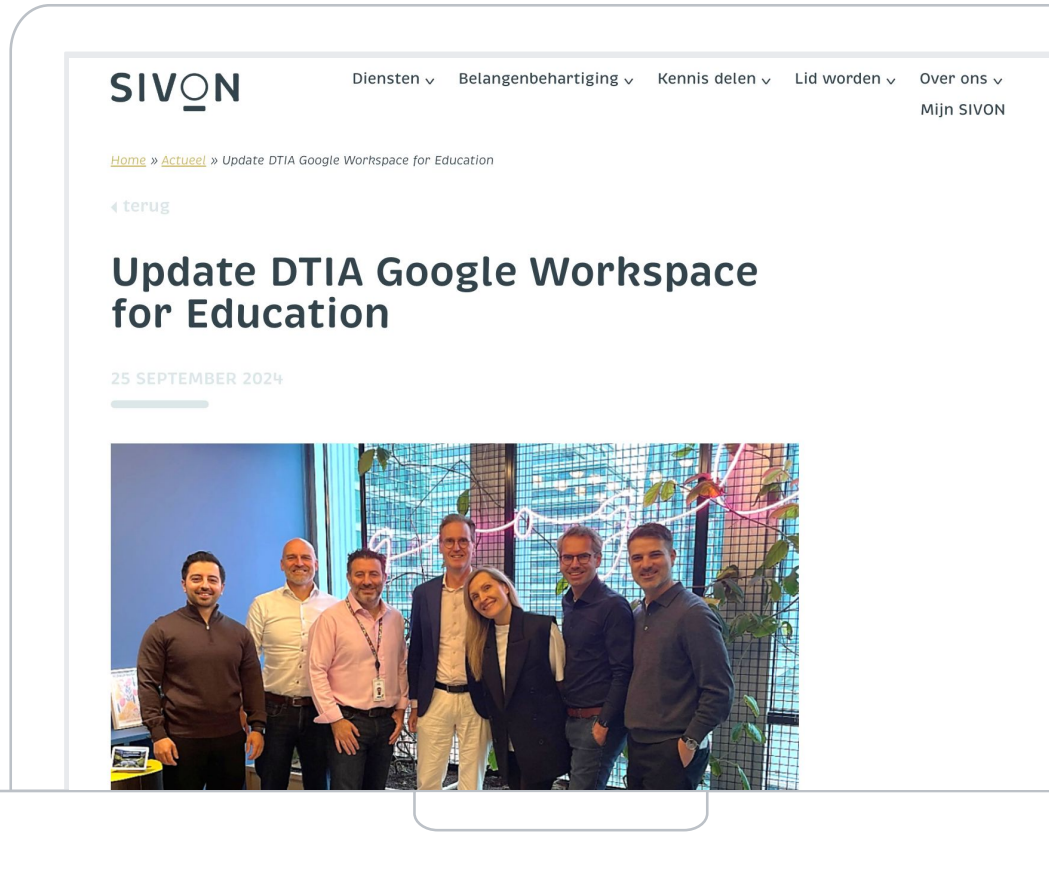 SIVON
Diensten Belangenbehartiging Kennis delen Lid worden Over ons
Mijn SIVON
Home » Actueel » Update DTIA Google Workspace for Education
terug
Update DTIA Google Workspace
for Education
25 SEPTEMBER 2024